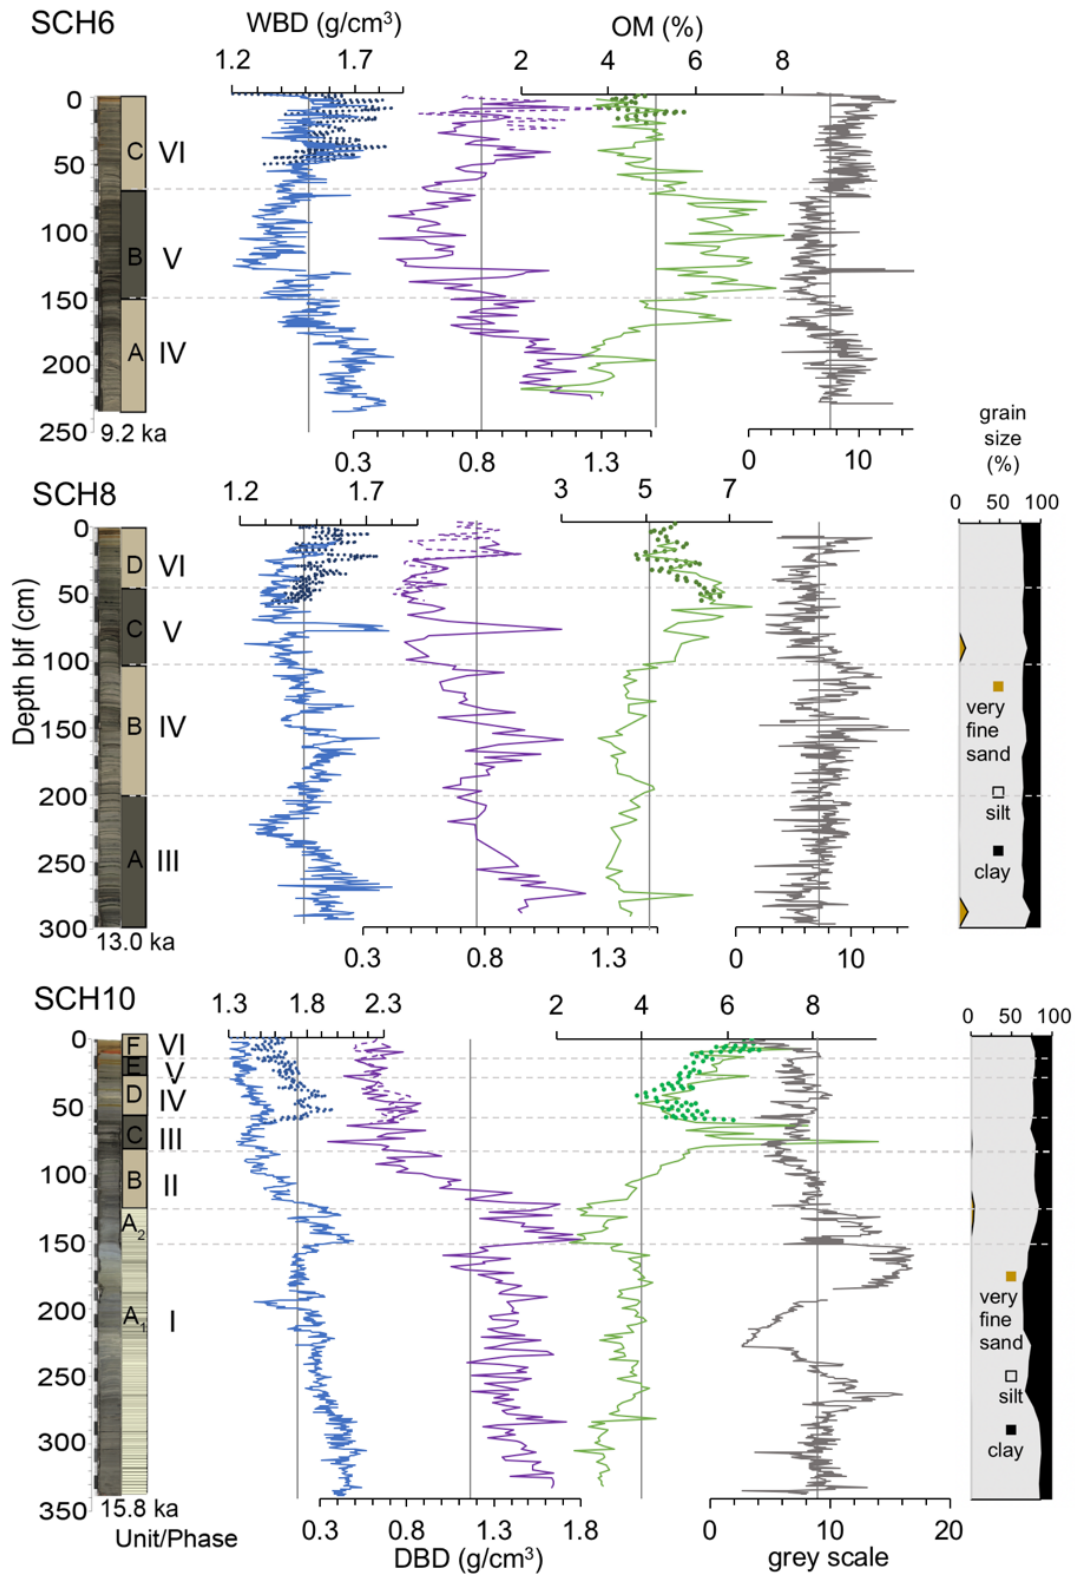 SCH6
WBD (g/cm³)
OM (%)
1.2 1.7 2 4 6 8
0
50
100
150
200
250
C VI
B V
A IV
9.2 ka
0.3 0.8 1.3 0 10
grain
size
(%)
SCH8
1.2 1.7 3 5 7 0 50 100
Depth blf (cm)
0
50
100
150
200
250
300
D VI
C V
B IV
A III
very
fine
sand
silt
clay
13.0 ka
0.3 0.8 1.3 0 10
SCH10
1.3 1.8 2.3 2 4 6 8 0 50 100
0
50
100
150
200
250
300
350
F VI
E V
D IV
C III
B II
A₂
A₁ I
very
fine
sand
silt
clay
15.8 ka
Unit/Phase
0.3 0.8 1.3 1.8 0 10 20
DBD (g/cm³)
grey scale